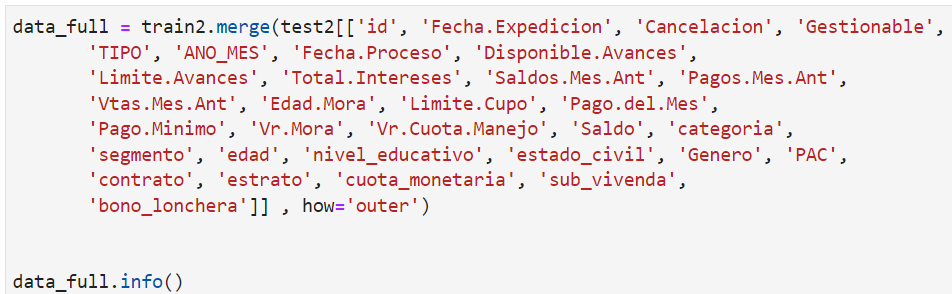 data_full = train2.merge(test2[['id', 'Fecha.Expedicion', 'Cancelacion', 'Gestionable',
'TIPO', 'ANO_MES', 'Fecha.Proceso', 'Disponible.Avances',
'Limite.Avances', 'Total.Intereses', 'Saldos.Mes.Ant', 'Pagos.Mes.Ant',
'Vtas.Mes.Ant', 'Edad.Mora', 'Limite.Cupo', 'Pago.del.Mes',
'Pago.Minimo', 'Vr.Mora', 'Vr.Cuota.Manejo', 'Saldo', 'categoria',
'segmento', 'edad', 'nivel_educativo', 'estado_civil', 'Genero', 'PAC',
'contrato', 'estrato', 'cuota_monetaria', 'sub_vivenda',
'bono_lonchera']] , how='outer')
data_full.info()